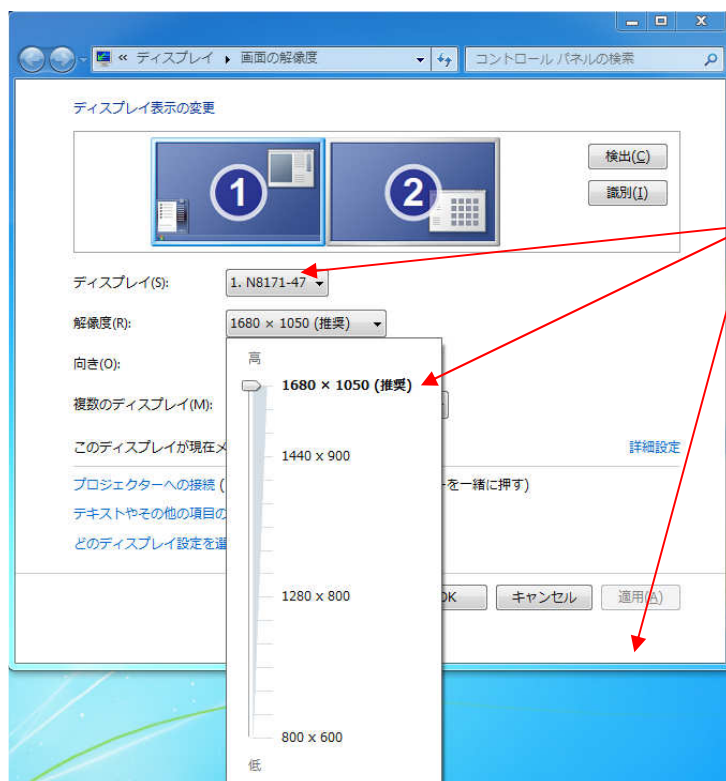 « ディスプレイ ▸ 画面の解像度
コントロール パネルの検索
ディスプレイ表示の変更
1
2
検出(C)
識別(I)
ディスプレイ(S):
1. N8171-47
解像度(R):
1680 × 1050 (推奨)
向き(O):
高
1680 × 1050 (推奨)
複数のディスプレイ(M):
このディスプレイが現在メ
1440 x 900
詳細設定
プロジェクターへの接続 (
ーを一緒に押す)
テキストやその他の項目の
どのディスプレイ設定を選
1280 x 800
OK
キャンセル
適用(A)
800 x 600
低